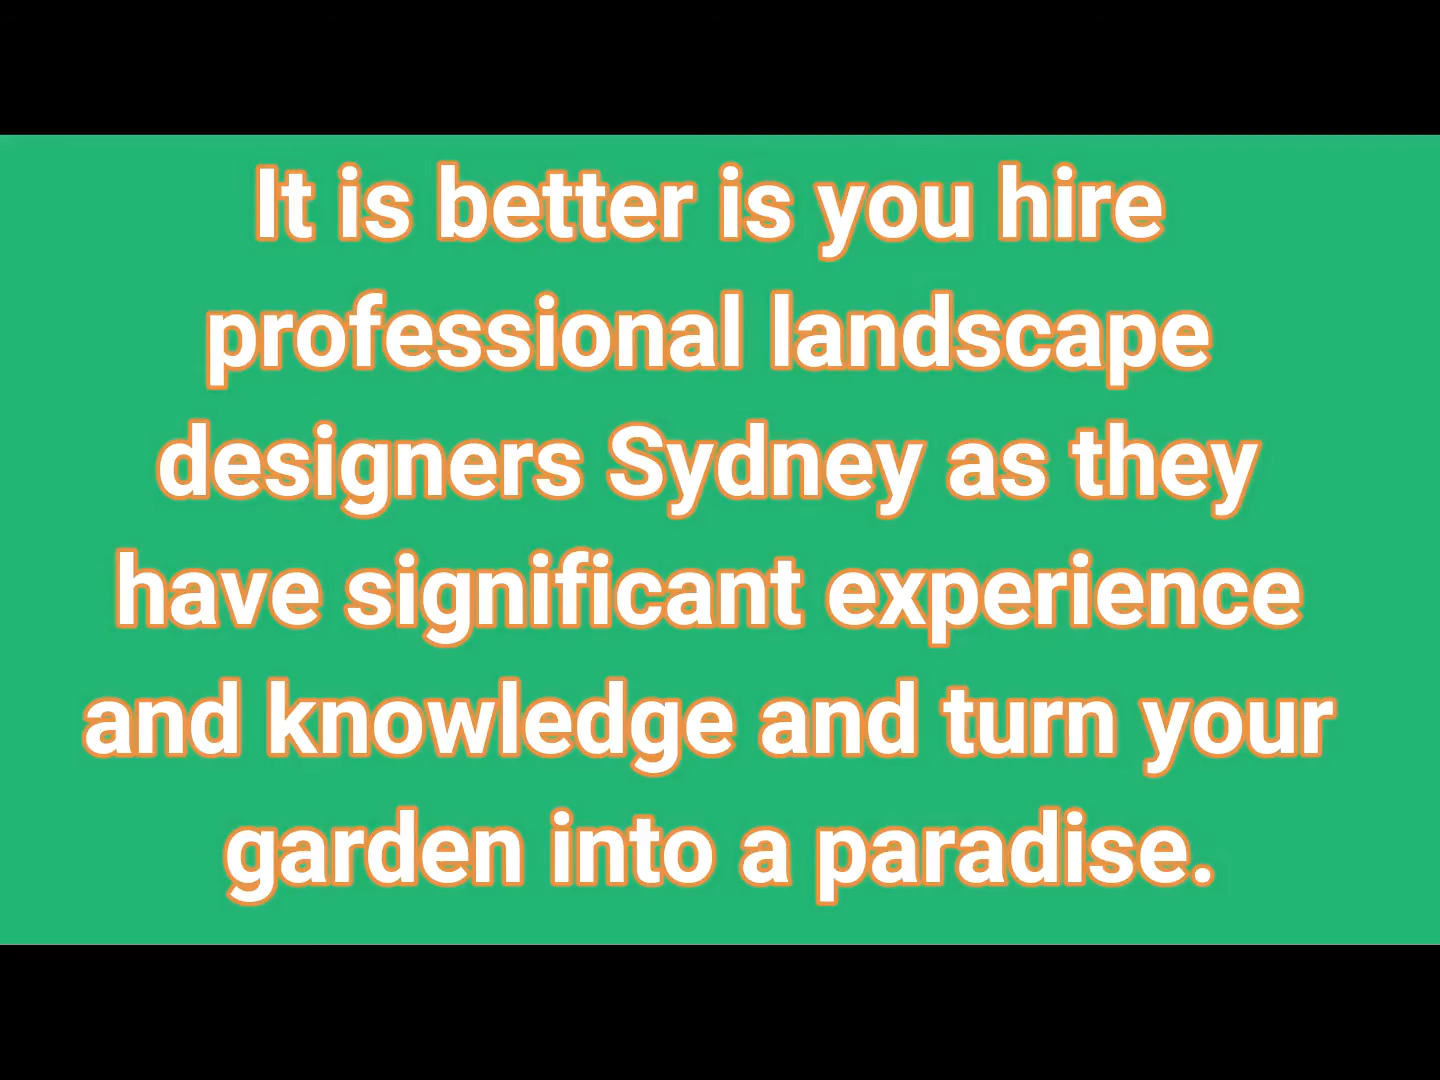 It is better is you hire
professional landscape
designers Sydney as they
have significant experience
and knowledge and turn your
garden into a paradise.